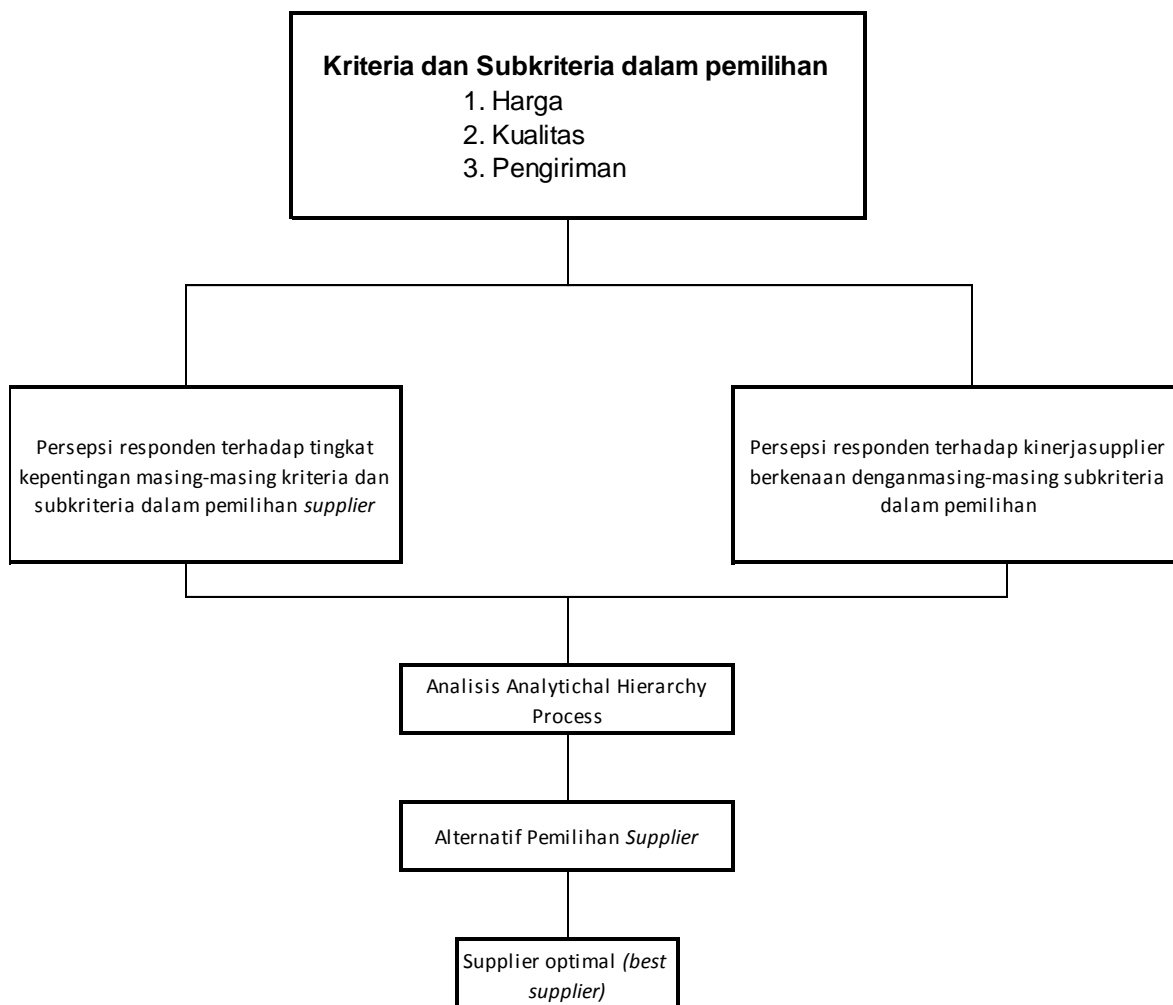 Kriteria dan Subkriteria dalam pemilihan
1. Harga
2. Kualitas
3. Pengiriman
Persepsi responden terhadap tingkat
kepentingan masing-masing kriteria dan
subkriteria dalam pemilihan supplier
Persepsi responden terhadap kinerjasupplier
berkenaan denganmasing-masing subkriteria
dalam pemilihan
Analisis Analytichal Hierarchy
Process
Alternatif Pemilihan Supplier
Supplier optimal (best
supplier)